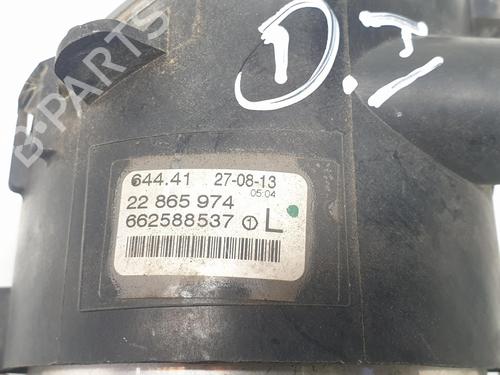 D.I
B-PARTS
644.41 27-08-13
05:04
22 865 974
662588537 1 L